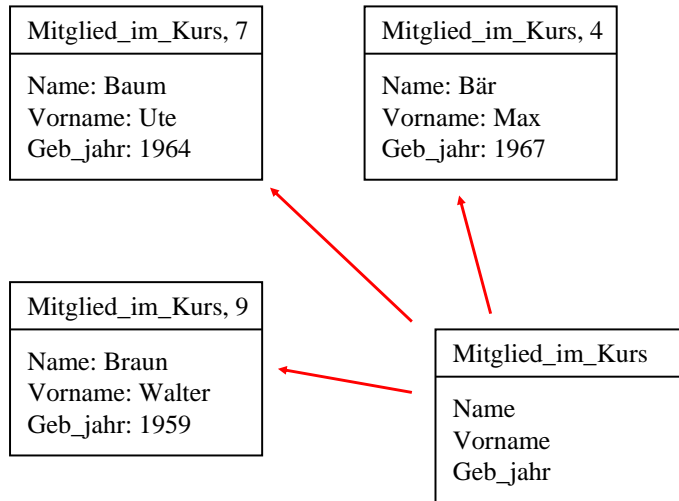 Mitglied_im_Kurs, 7
Name: Baum
Vorname: Ute
Geb_jahr: 1964
Mitglied_im_Kurs, 4
Name: Bär
Vorname: Max
Geb_jahr: 1967
Mitglied_im_Kurs, 9
Name: Braun
Vorname: Walter
Geb_jahr: 1959
Mitglied_im_Kurs
Name
Vorname
Geb_jahr